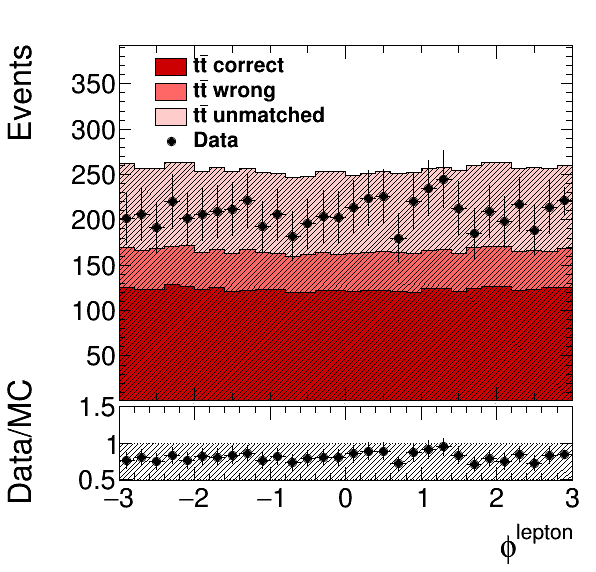 Events
350
300
250
200
150
100
50
tt̄ correct
tt̄ wrong
tt̄ unmatched
Data
Data/MC
1.5
1
0.5
−3 −2 −1 0 1 2 3
ϕ^lepton